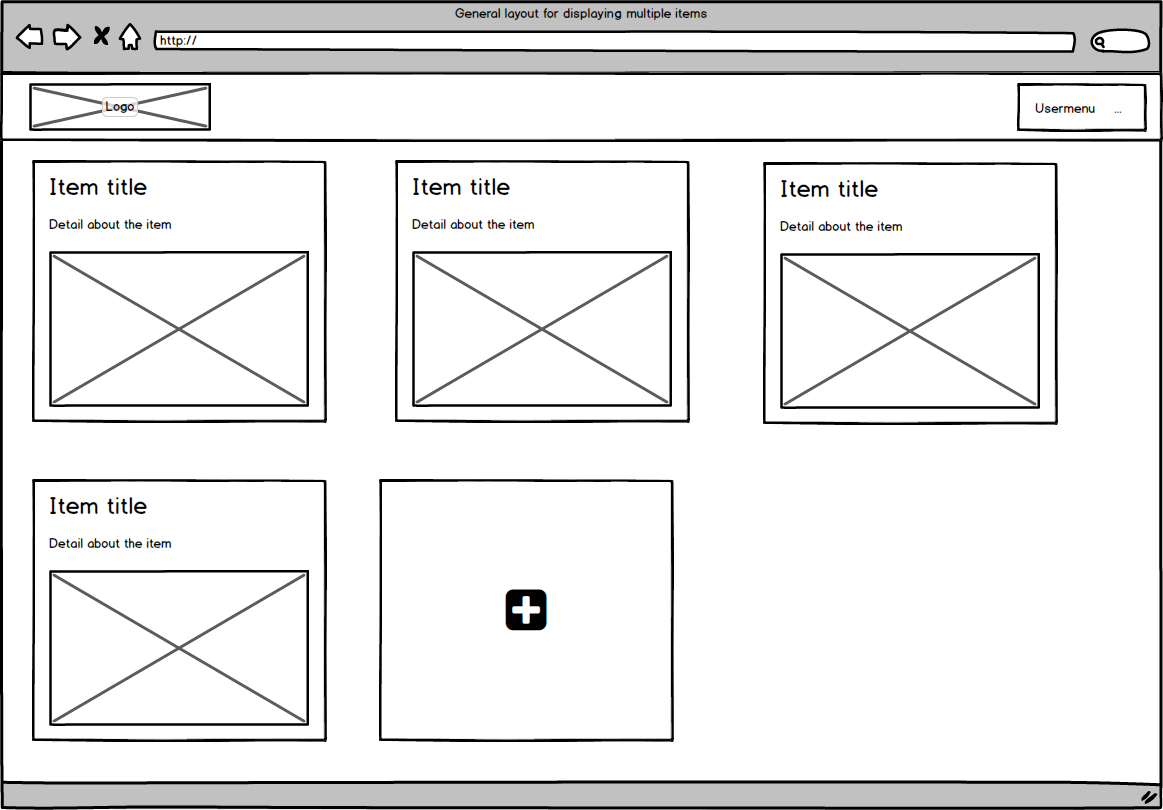 General layout for displaying multiple items
http://
Logo
Usermenu ...
Item title
Detail about the item
Item title
Detail about the item
Item title
Detail about the item
Item title
Detail about the item